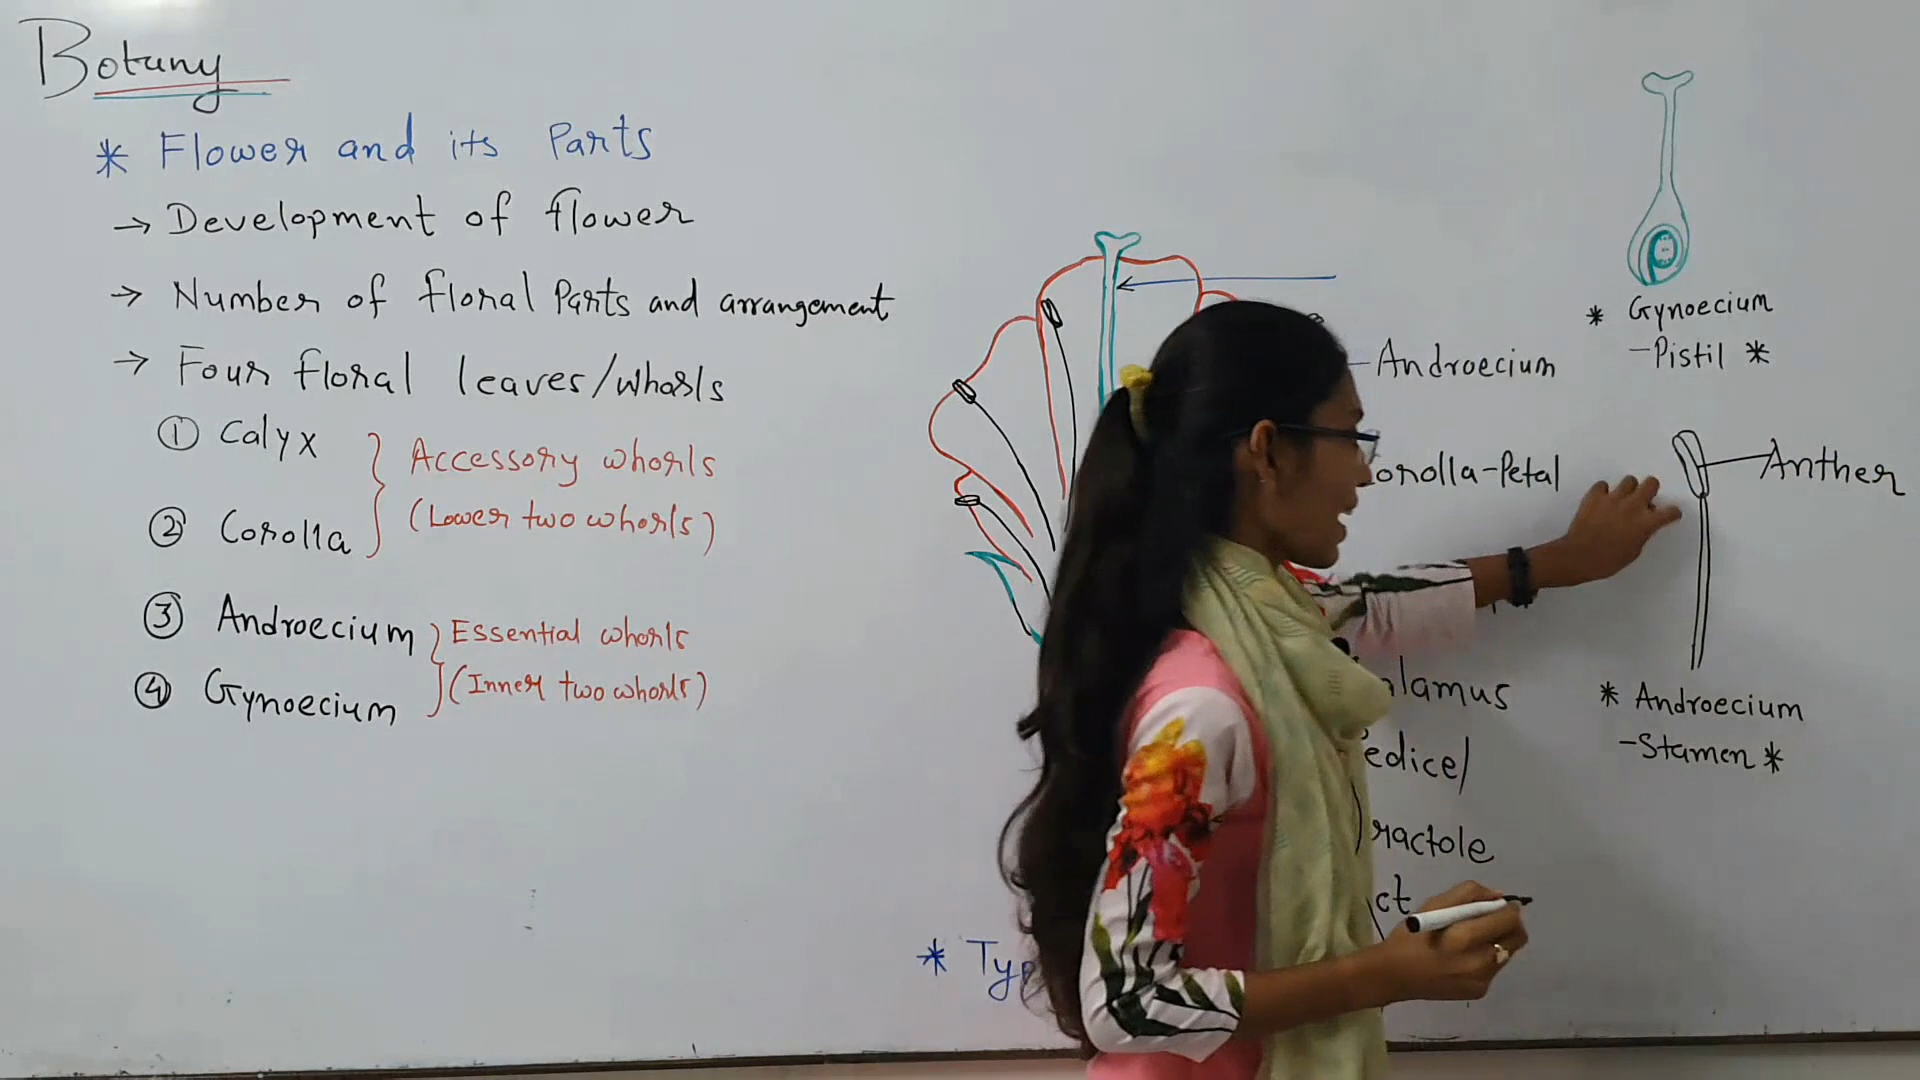 Botany
* Flower and its Parts
→ Development of flower
→ Number of floral Parts and arrangement
→ Four floral leaves/whorls
① Calyx
② Corolla
Accessory whorls
(Lower two whorls)
③ Androecium
④ Gynoecium
Essential whorls
(Inner two whorls)
Androecium
orolla-Petal
lamus
edicel
ractole
ct
* Gynoecium
-Pistil *
Anther
* Androecium
-Stamen *
* Typ